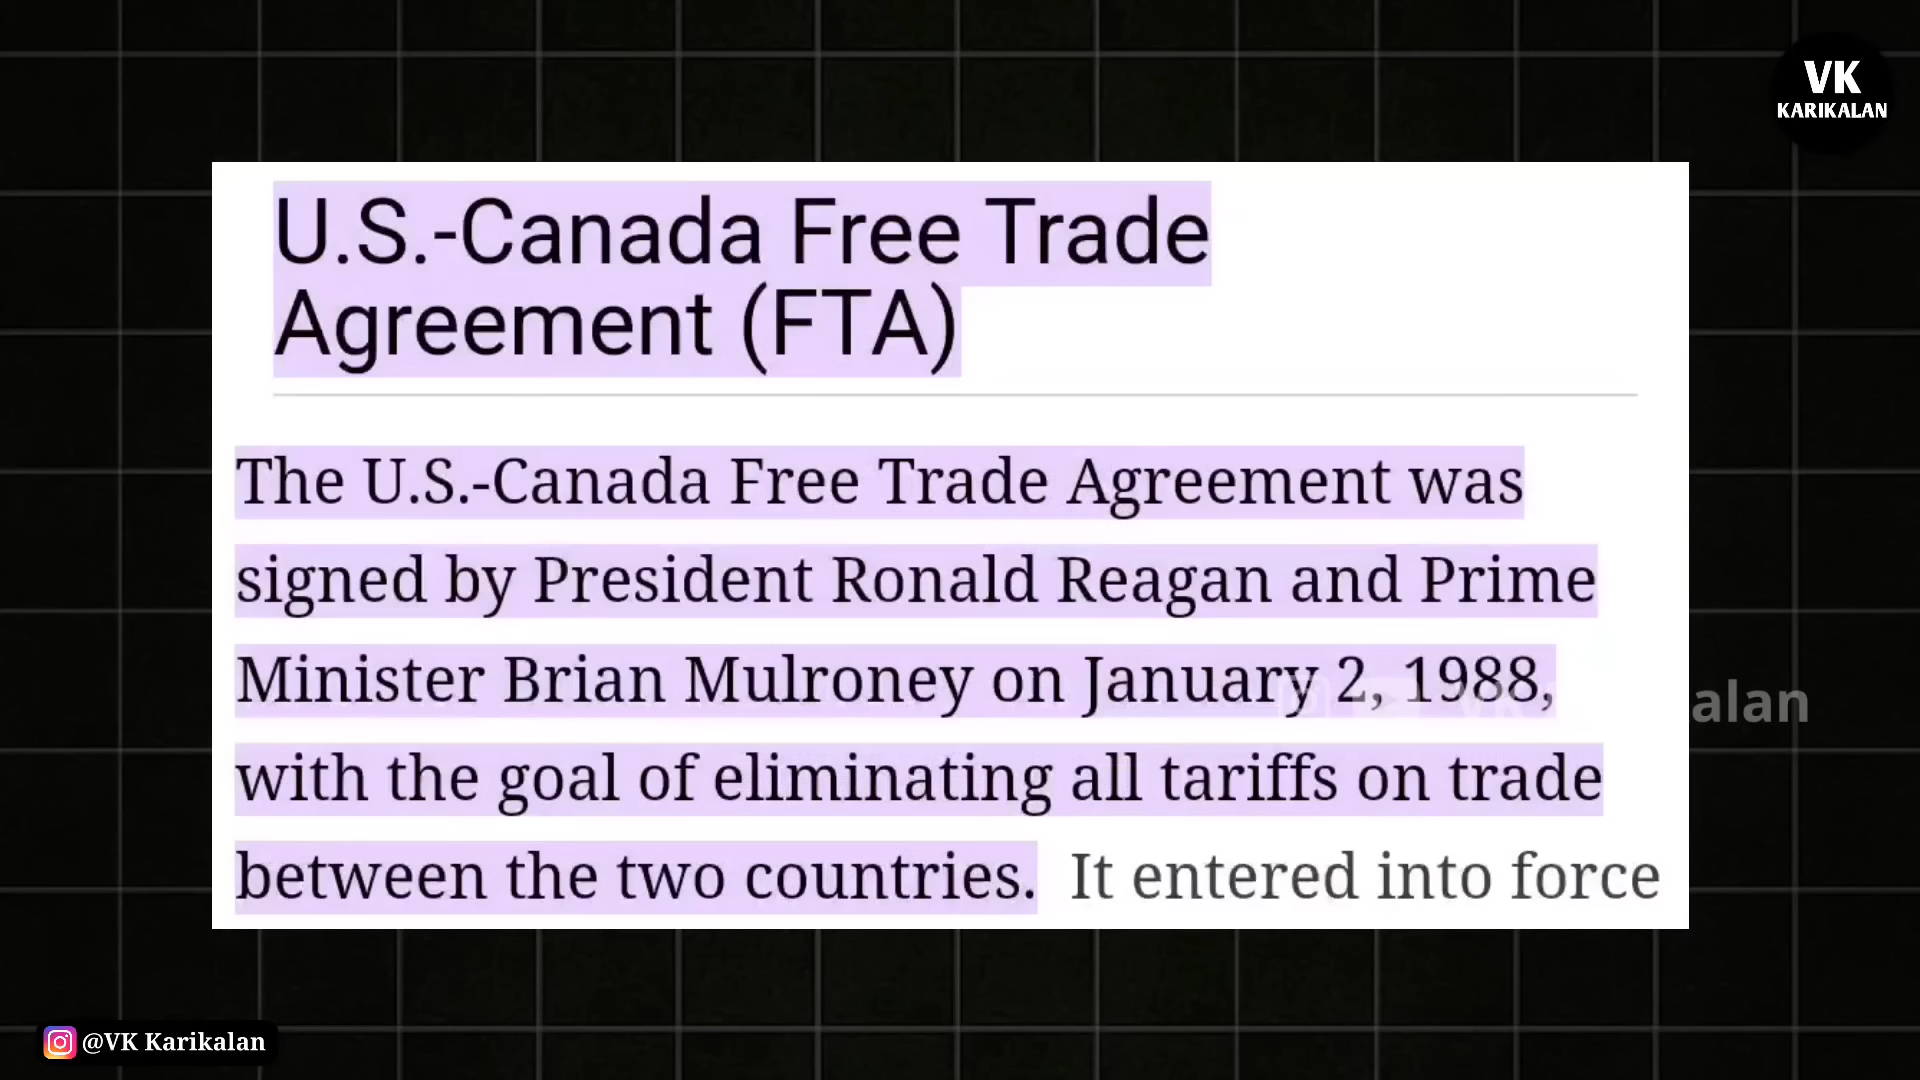 VK
KARIKALAN
U.S.-Canada Free Trade
Agreement (FTA)
The U.S.-Canada Free Trade Agreement was
signed by President Ronald Reagan and Prime
Minister Brian Mulroney on January 2, 1988,
alan
with the goal of eliminating all tariffs on trade
between the two countries. It entered into force
@VK Karikalan